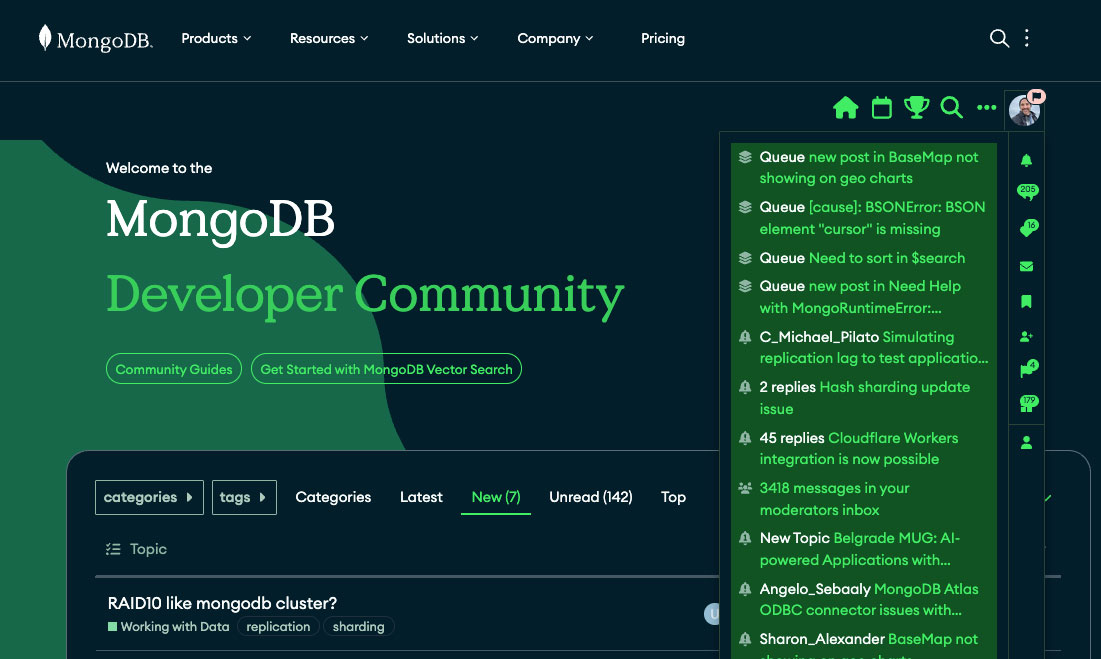 MongoDB.
Products
Resources
Solutions
Company
Pricing
Welcome to the
MongoDB
Developer Community
Community Guides
Get Started with MongoDB Vector Search
Queue new post in BaseMap not
showing on geo charts
Queue [cause]: BSONError: BSON
element "cursor" is missing
Queue Need to sort in $search
Queue new post in Need Help
with MongoRuntimeError:...
C_Michael_Pilato Simulating
replication lag to test applicatio...
2 replies Hash sharding update
issue
45 replies Cloudflare Workers
integration is now possible
3418 messages in your
moderators inbox
New Topic Belgrade MUG: AI-
powered Applications with...
Angelo_Sebaaly MongoDB Atlas
ODBC connector issues with...
Sharon_Alexander BaseMap not
205
16
4
179
categories
tags
Categories
Latest
New (7)
Unread (142)
Top
Topic
RAID10 like mongodb cluster?
Working with Data
replication
sharding
U